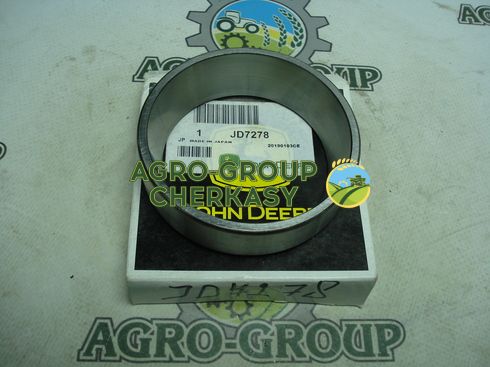 AGRO-GROUP
1 JD7278
JP MADE IN JAPAN
20190103CE
AGRO-GROUP
CHERKASY
JOHN DEERE
JD7278
AGRO-GROUP